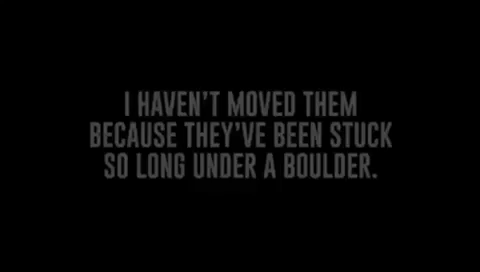 I HAVEN'T MOVED THEM
BECAUSE THEY'VE BEEN STUCK
SO LONG UNDER A BOULDER.